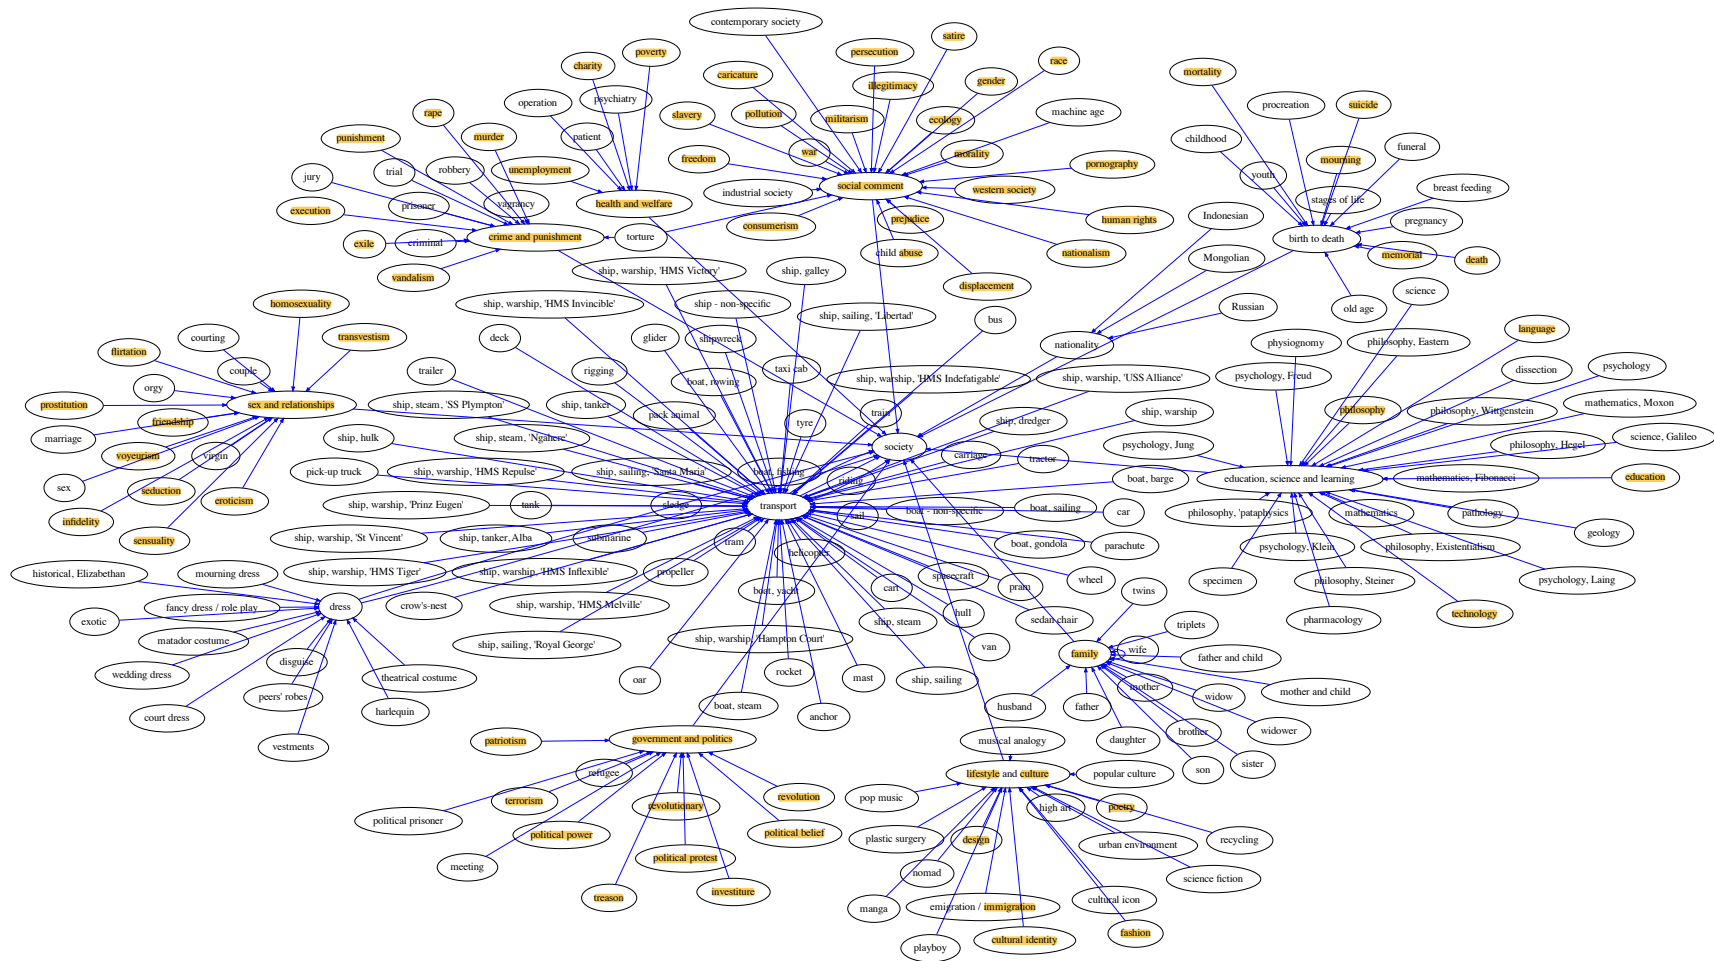 contemporary society
satire
persecution
poverty
race
charity
caricature
illegitimacy
gender
mortality
operation
psychiatry
procreation
suicide
rape
slavery
pollution
militarism
ecology
machine age
punishment
murder
patient
childhood
funeral
freedom
war
morality
pornography
mourning
jury
trial
robbery
unemployment
youth
industrial society
social comment
western society
breast feeding
stages of life
execution
prisoner
vagrancy
health and welfare
consumerism
prejudice
human rights
Indonesian
pregnancy
exile
criminal
crime and punishment
torture
child abuse
nationalism
birth to death
memorial
death
vandalism
ship, warship, 'HMS Victory'
ship, galley
displacement
Mongolian
science
homosexuality
ship, warship, 'HMS Invincible'
ship - non-specific
ship, sailing, 'Libertad'
bus
Russian
old age
flirtation
courting
transvestism
deck
glider
shipwreck
nationality
physiognomy
philosophy, Eastern
language
couple
trailer
rigging
boat, rowing
taxi cab
ship, warship, 'HMS Indefatigable'
ship, warship, 'USS Alliance'
psychology, Freud
dissection
psychology
orgy
prostitution
sex and relationships
ship, steam, 'SS Plympton'
ship, tanker
pack animal
train
ship, warship
philosophy
philosophy, Wittgenstein
mathematics, Moxon
friendship
marriage
ship, hulk
ship, steam, 'Ngahere'
tyre
ship, dredger
society
psychology, Jung
philosophy, Hegel
science, Galileo
voyeurism
virgin
pick-up truck
ship, warship, 'HMS Repulse'
ship, sailing, 'Santa Maria'
boat, fishing
carriage
tractor
riding
boat, barge
education, science and learning
mathematics, Fibonacci
education
sex
seduction
eroticism
infidelity
ship, warship, 'Prinz Eugen'
tank
sledge
transport
sail
boat - non-specific
boat, sailing
car
philosophy, 'pataphysics
mathematics
pathology
geology
sensuality
ship, warship, 'St Vincent'
ship, tanker, Alba
submarine
tram
helicopter
boat, gondola
parachute
psychology, Klein
philosophy, Existentialism
historical, Elizabethan
mourning dress
ship, warship, 'HMS Tiger'
ship, warship, 'HMS Inflexible'
propeller
spacecraft
wheel
specimen
philosophy, Steiner
psychology, Laing
boat, yacht
cart
pram
twins
fancy dress / role play
dress
crow's-nest
ship, warship, 'HMS Melville'
hull
sedan chair
pharmacology
technology
exotic
ship, steam
triplets
matador costume
ship, sailing, 'Royal George'
ship, warship, 'Hampton Court'
van
family
wife
father and child
disguise
wedding dress
theatrical costume
oar
rocket
mast
ship, sailing
mother
mother and child
peers' robes
court dress
harlequin
boat, steam
anchor
husband
father
widow
widower
vestments
patriotism
government and politics
musical analogy
daughter
brother
son
sister
refugee
lifestyle and culture
popular culture
terrorism
revolutionary
revolution
pop music
high art
poetry
political prisoner
political power
political belief
plastic surgery
design
urban environment
recycling
meeting
political protest
nomad
science fiction
treason
investiture
manga
emigration / immigration
cultural icon
playboy
cultural identity
fashion